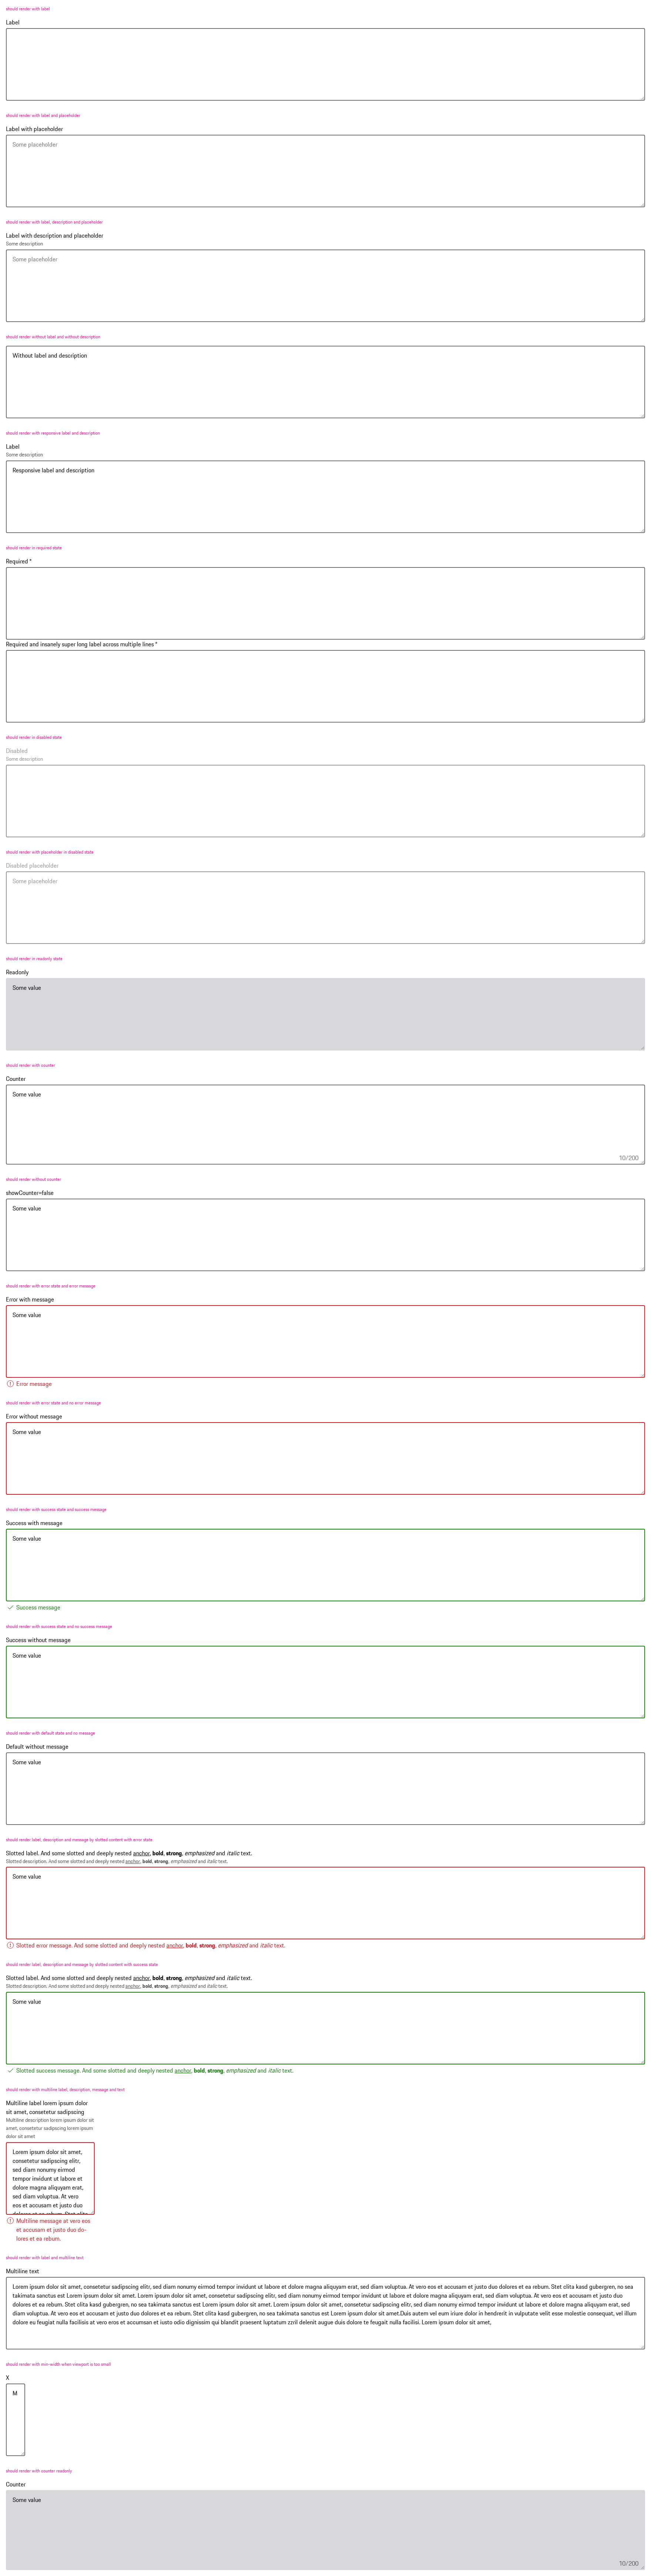 should render with label
Label
should render with label and placeholder
Label with placeholder
Some placeholder
should render with label, description and placeholder
Label with description and placeholder
Some description
Some placeholder
should render without label and without description
Without label and description
should render with responsive label and description
Label
Some description
Responsive label and description
should render in required state
Required *
Required and insanely super long label across multiple lines *
should render in disabled state
Disabled
Some description
should render with placeholder in disabled state
Disabled placeholder
Some placeholder
should render in readonly state
Readonly
Some value
should render with counter
Counter
Some value
10/200
should render without counter
showCounter=false
Some value
should render with error state and error message
Error with message
Some value
Error message
should render with error state and no error message
Error without message
Some value
should render with success state and success message
Success with message
Some value
Success message
should render with success state and no success message
Success without message
Some value
should render with default state and no message
Default without message
Some value
should render label, description and message by slotted content with error state
Slotted label. And some slotted and deeply nested anchor, bold, strong, emphasized and italic text.
Slotted description. And some slotted and deeply nested anchor, bold, strong, emphasized and italic text.
Some value
Slotted error message. And some slotted and deeply nested anchor, bold, strong, emphasized and italic text.
should render label, description and message by slotted content with success state
Slotted label. And some slotted and deeply nested anchor, bold, strong, emphasized and italic text.
Slotted description. And some slotted and deeply nested anchor, bold, strong, emphasized and italic text.
Some value
Slotted success message. And some slotted and deeply nested anchor, bold, strong, emphasized and italic text.
should render with multiline label, description, message and text
Multiline label lorem ipsum dolor
sit amet, consetetur sadipscing
Multiline description lorem ipsum dolor sit
amet, consetetur sadipscing lorem ipsum
dolor sit amet
Lorem ipsum dolor sit amet,
consetetur sadipscing elitr,
sed diam nonumy eirmod
tempor invidunt ut labore et
dolore magna aliquyam erat,
sed diam voluptua. At vero
eos et accusam et justo duo
dolores et ea rebum. Stet clita
Multiline message at vero eos
et accusam et justo duo do-
lores et ea rebum.
should render with label and multiline text
Multiline text
Lorem ipsum dolor sit amet, consetetur sadipscing elitr, sed diam nonumy eirmod tempor invidunt ut labore et dolore magna aliquyam erat, sed diam voluptua. At vero eos et accusam et justo duo dolores et ea rebum. Stet clita kasd gubergren, no sea
takimata sanctus est Lorem ipsum dolor sit amet. Lorem ipsum dolor sit amet, consetetur sadipscing elitr, sed diam nonumy eirmod tempor invidunt ut labore et dolore magna aliquyam erat, sed diam voluptua. At vero eos et accusam et justo duo
dolores et ea rebum. Stet clita kasd gubergren, no sea takimata sanctus est Lorem ipsum dolor sit amet. Lorem ipsum dolor sit amet, consetetur sadipscing elitr, sed diam nonumy eirmod tempor invidunt ut labore et dolore magna aliquyam erat, sed
diam voluptua. At vero eos et accusam et justo duo dolores et ea rebum. Stet clita kasd gubergren, no sea takimata sanctus est Lorem ipsum dolor sit amet.Duis autem vel eum iriure dolor in hendrerit in vulputate velit esse molestie consequat, vel illum
dolore eu feugiat nulla facilisis at vero eros et accumsan et iusto odio dignissim qui blandit praesent luptatum zzril delenit augue duis dolore te feugait nulla facilisi. Lorem ipsum dolor sit amet,
should render with min-width when viewport is too small
X
M
should render with counter readonly
Counter
Some value
10/200